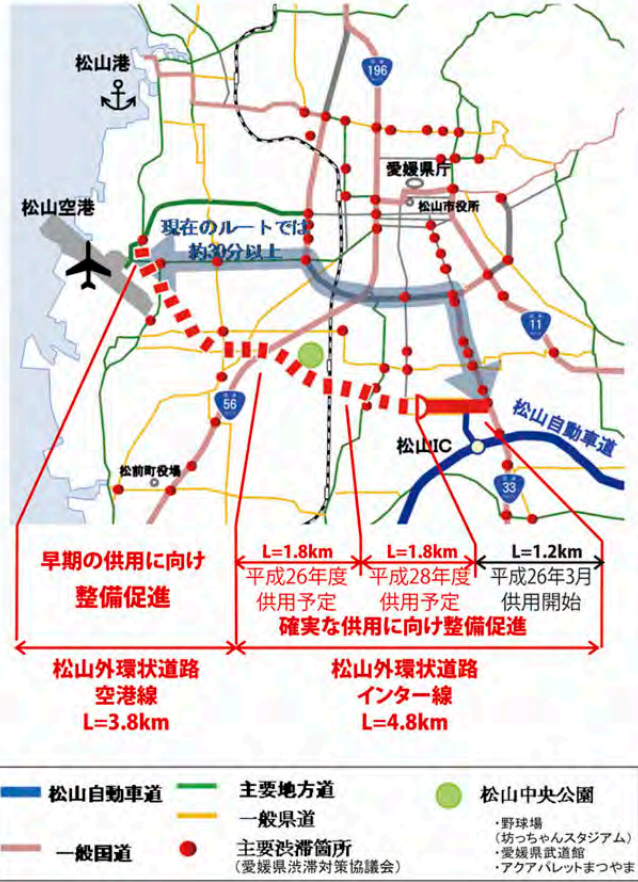 松山港
196
愛媛県庁
松山市役所
松山空港
現在のルートでは
約30分以上
11
56
松山自動車道
松山IC
松前町役場
33
早期の供用に向け
整備促進
L=1.8km
平成26年度
供用予定
L=1.8km
平成28年度
供用予定
L=1.2km
平成26年3月
供用開始
確実な供用に向け整備促進
松山外環状道路
空港線
L=3.8km
松山外環状道路
インター線
L=4.8km
松山自動車道
一般国道
主要地方道
一般県道
主要渋滞箇所
(愛媛県渋滞対策協議会)
松山中央公園
・野球場
(坊っちゃんスタジアム)
・愛媛県武道館
・アクアパレットまつやま